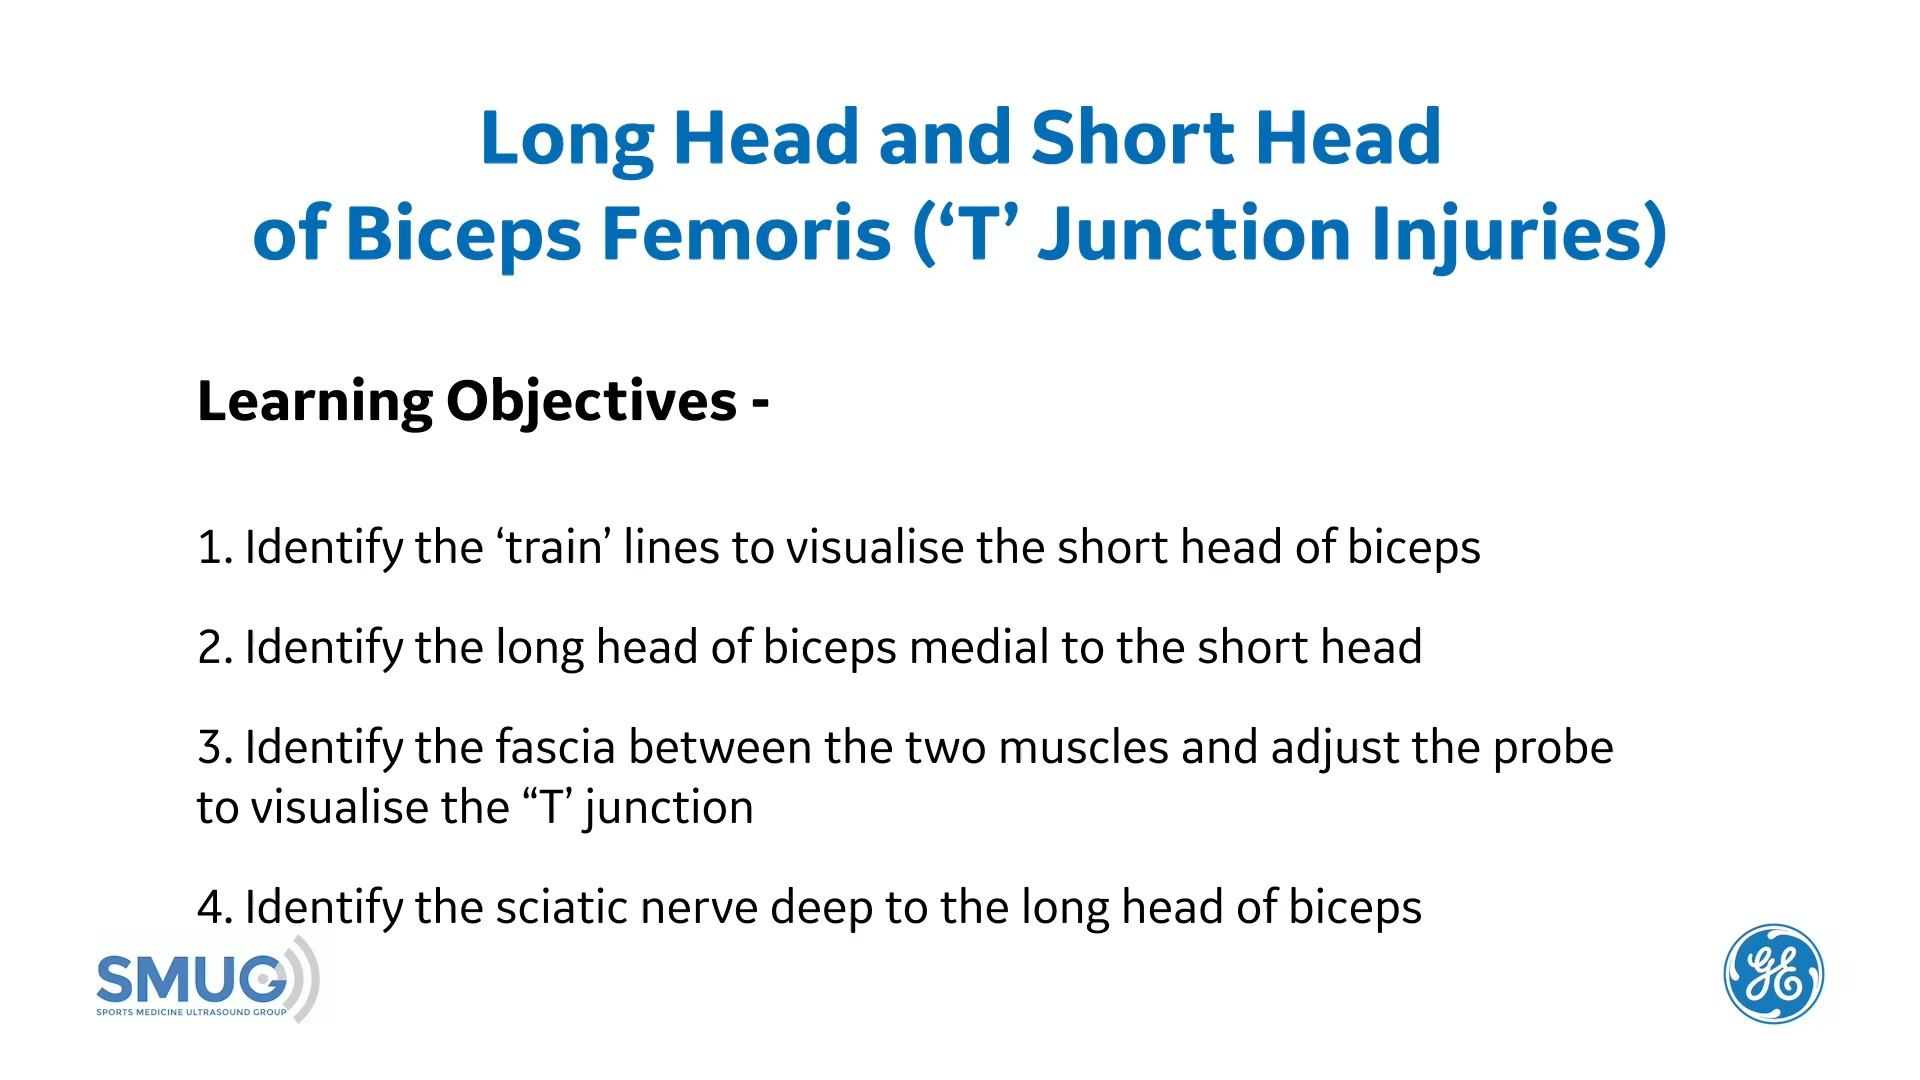 Long Head and Short Head
of Biceps Femoris (‘T’ Junction Injuries)
Learning Objectives -
1. Identify the ‘train’ lines to visualise the short head of biceps
2. Identify the long head of biceps medial to the short head
3. Identify the fascia between the two muscles and adjust the probe
to visualise the “T’ junction
4. Identify the sciatic nerve deep to the long head of biceps
SMUG
SPORTS MEDICINE ULTRASOUND GROUP
GE